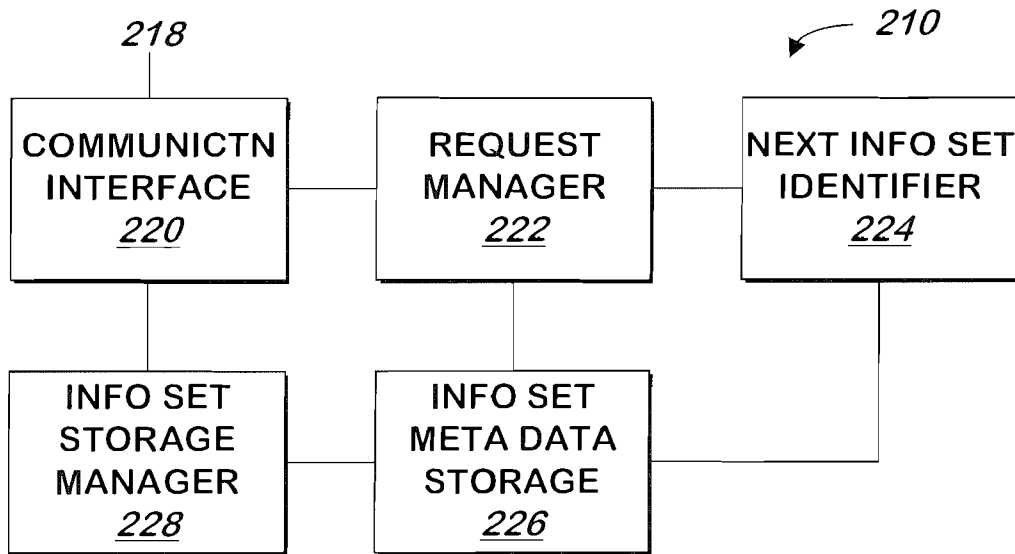 218
210
COMMUNICTN
INTERFACE
220
REQUEST
MANAGER
222
NEXT INFO SET
IDENTIFIER
224
INFO SET
STORAGE
MANAGER
228
INFO SET
META DATA
STORAGE
226